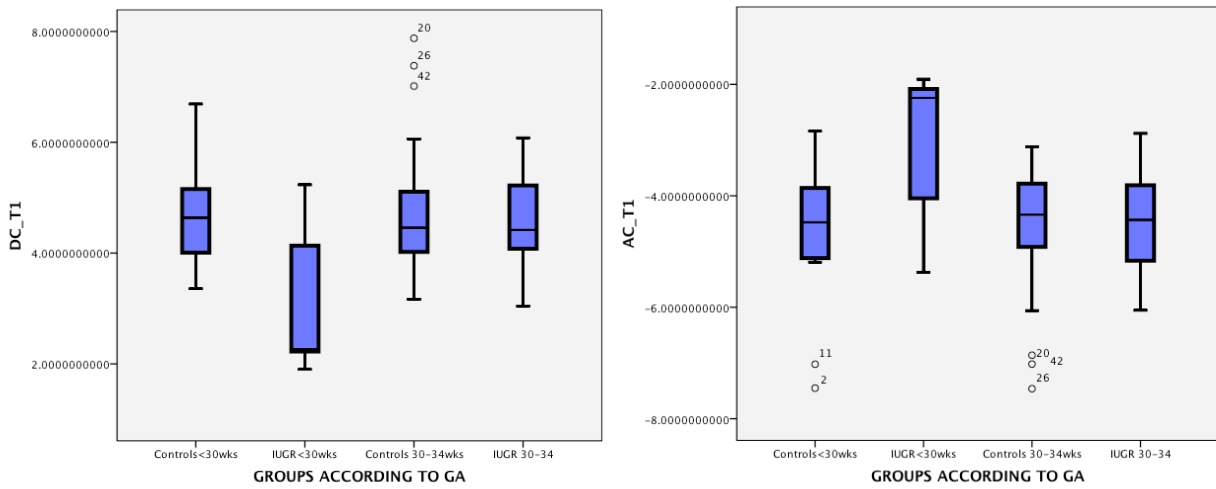 8.0000000000
6.0000000000
4.0000000000
2.0000000000
DC_T1
20
26
42
Controls<30wks
IUGR<30wks
Controls 30-34wks
IUGR 30-34
GROUPS ACCORDING TO GA
-2.0000000000
-4.0000000000
-6.0000000000
-8.0000000000
AC_T1
11
2
20
42
26
Controls<30wks
IUGR<30wks
Controls 30-34wks
IUGR 30-34
GROUPS ACCORDING TO GA